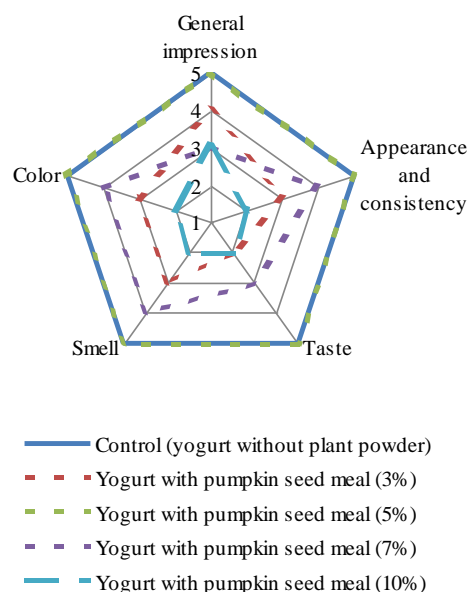 General
impression
5
4
3
2
1
Color
Appearance
and
consistency
Smell
Taste
Control (yogurt without plant powder)
Yogurt with pumpkin seed meal (3%)
Yogurt with pumpkin seed meal (5%)
Yogurt with pumpkin seed meal (7%)
Yogurt with pumpkin seed meal (10%)